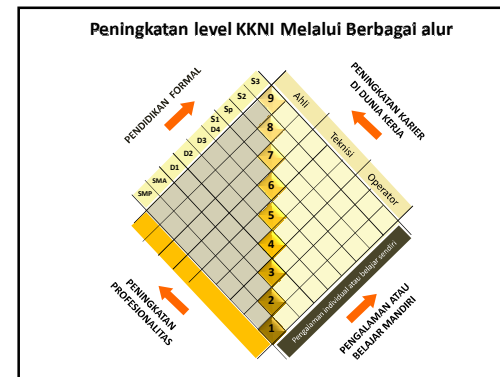 Peningkatan level KKNI Melalui Berbagai alur
PENDIDIKAN FORMAL
PENINGKATAN KARIER
DI DUNIA KERJA
S3
S2
Sp
S1
D4
D3
D2
D1
SMA
SMP
9
8
7
6
5
4
3
2
1
Ahli
Teknisi
Operator
Pengalaman individual atau belajar sendiri
PENINGKATAN
PROFESIONALITAS
PENGALAMAN ATAU
BELAJAR MANDIRI